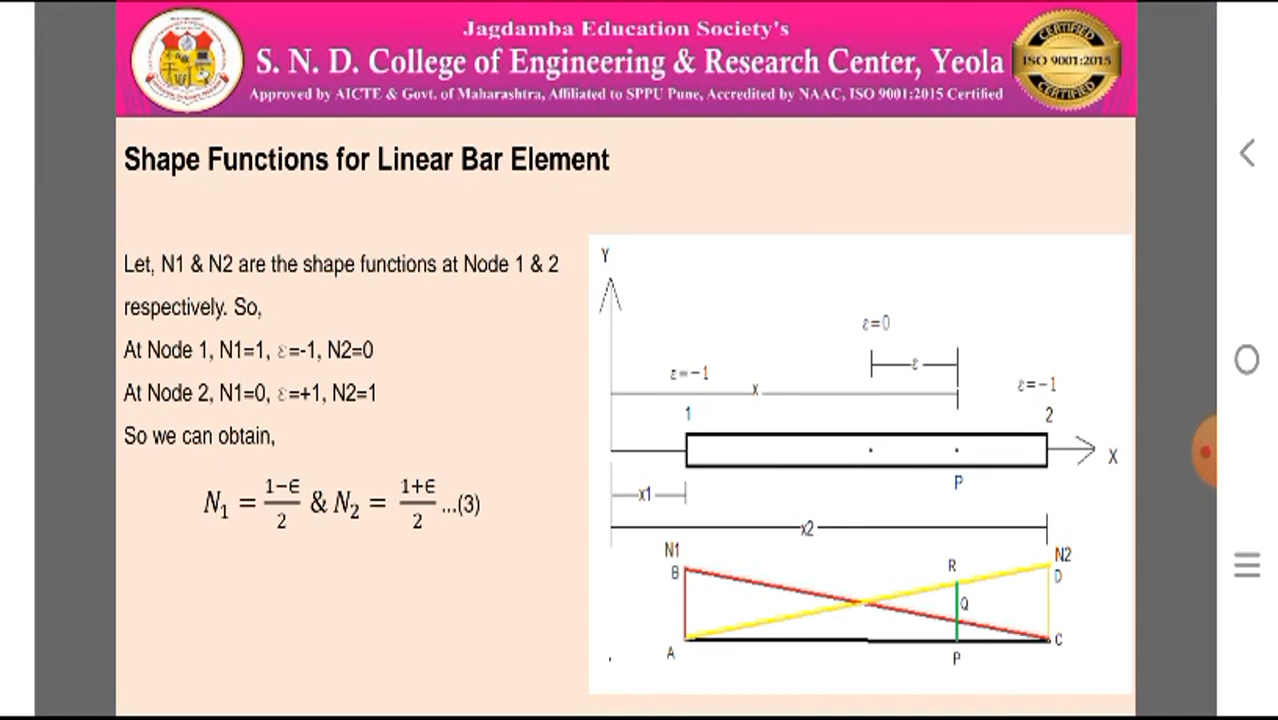 Jagdamba Education Society's
S. N. D. College of Engineering & Research Center, Yeola
Approved by AICTE & Govt. of Maharashtra, Affiliated to SPPU Pune, Accredited by NAAC, ISO 9001:2015 Certified
CERTIFIED
ISO 9001:2015
CERTIFIED
Shape Functions for Linear Bar Element
Let, N1 & N2 are the shape functions at Node 1 & 2
respectively. So,
At Node 1, N1=1, ε=-1, N2=0
At Node 2, N1=0, ε=+1, N2=1
So we can obtain,
N₁ = (1−ϵ)/2 & N₂ = (1+ϵ)/2 ...(3)
Y
ε=0
ε
ε=−1
x
ε=−1
1
2
X
P
x1
x2
N1
B
R
N2
D
Q
A
P
C